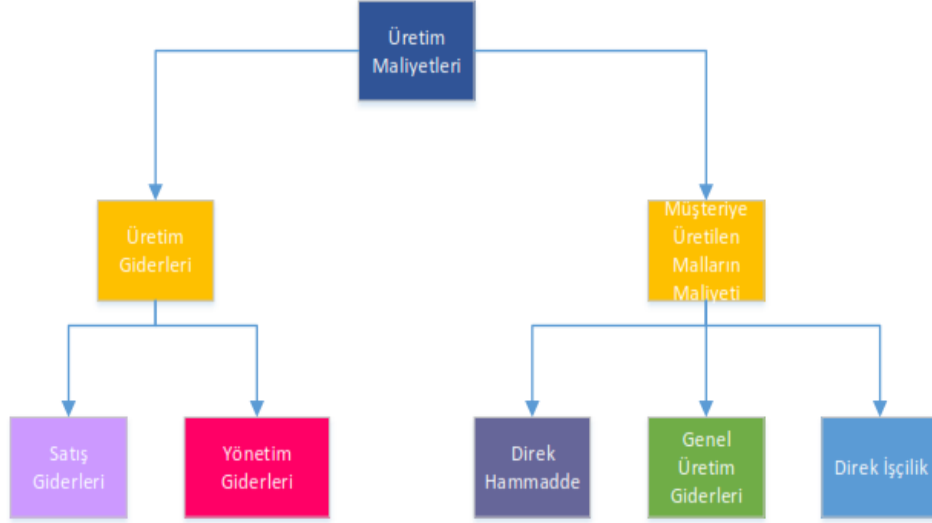 Üretim
Maliyetleri
Üretim
Giderleri
Müşteriye
Üretilen
Malların
Maliyeti
Satış
Giderleri
Yönetim
Giderleri
Direk
Hammadde
Genel
Üretim
Giderleri
Direk İşçilik